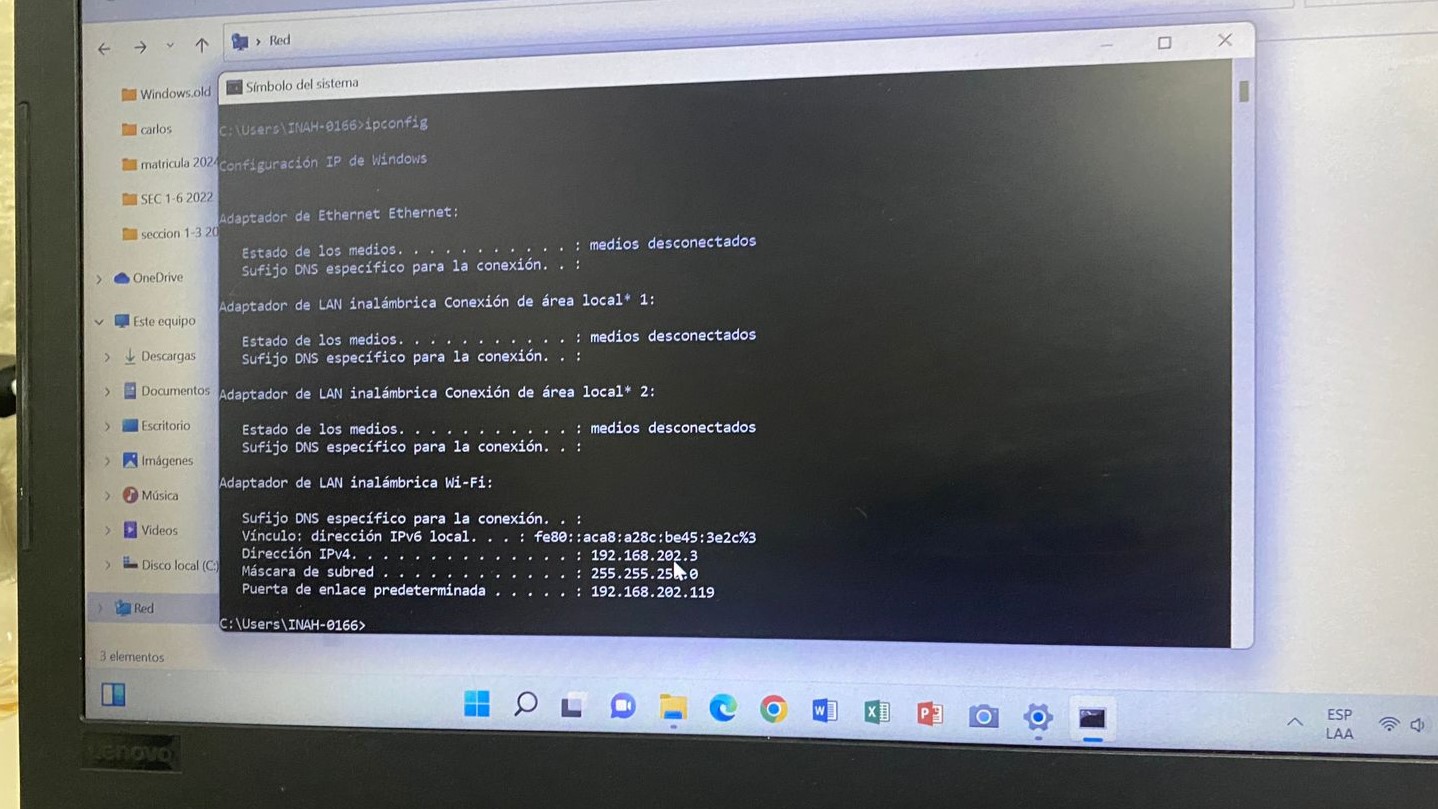 Red
Windows.old
carlos
matricula 202
SEC 1-6 2022
seccion 1-3 20
OneDrive
Este equipo
Descargas
Documentos
Escritorio
Imágenes
Música
Videos
Disco local (C:)
Red
3 elementos
Símbolo del sistema
C:\Users\INAH-0166>ipconfig
Configuración IP de Windows
Adaptador de Ethernet Ethernet:
Estado de los medios. . . . . . . . . . . : medios desconectados
Sufijo DNS específico para la conexión. . :
Adaptador de LAN inalámbrica Conexión de área local* 1:
Estado de los medios. . . . . . . . . . . : medios desconectados
Sufijo DNS específico para la conexión. . :
Adaptador de LAN inalámbrica Conexión de área local* 2:
Estado de los medios. . . . . . . . . . . : medios desconectados
Sufijo DNS específico para la conexión. . :
Adaptador de LAN inalámbrica Wi-Fi:
Sufijo DNS específico para la conexión. . :
Vínculo: dirección IPv6 local. . . : fe80::aca8:a28c:be45:3e2c%3
Dirección IPv4. . . . . . . . . . . . . . : 192.168.202.3
Máscara de subred . . . . . . . . . . . . : 255.255.255.0
Puerta de enlace predeterminada . . . . . : 192.168.202.119
C:\Users\INAH-0166>
ESP
LAA
Lenovo